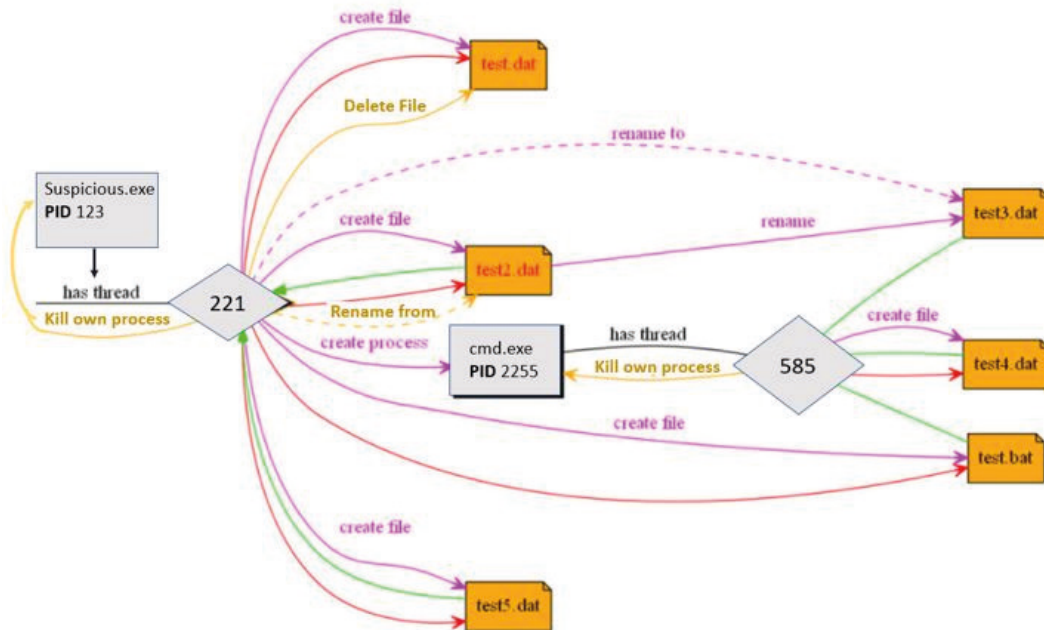 create file
test.dat
Delete File
rename to
Suspicious.exe
PID 123
test3.dat
create file
rename
test2.dat
has thread
221
Kill own process
Rename from
create process
cmd.exe
PID 2255
has thread
Kill own process
585
create file
test4.dat
create file
test.bat
create file
test5.dat